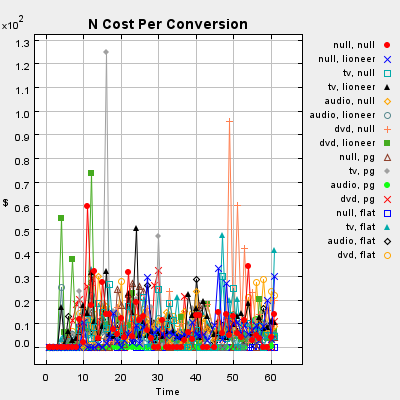 N Cost Per Conversion
×10²
1.3
1.2
1.1
1.0
0.9
0.8
0.7
0.6
0.5
0.4
0.3
0.2
0.1
0.0
$
0 10 20 30 40 50 60
Time
null, null
null, lioneer
tv, null
tv, lioneer
audio, null
audio, lioneer
dvd, null
dvd, lioneer
null, pg
tv, pg
audio, pg
dvd, pg
null, flat
tv, flat
audio, flat
dvd, flat